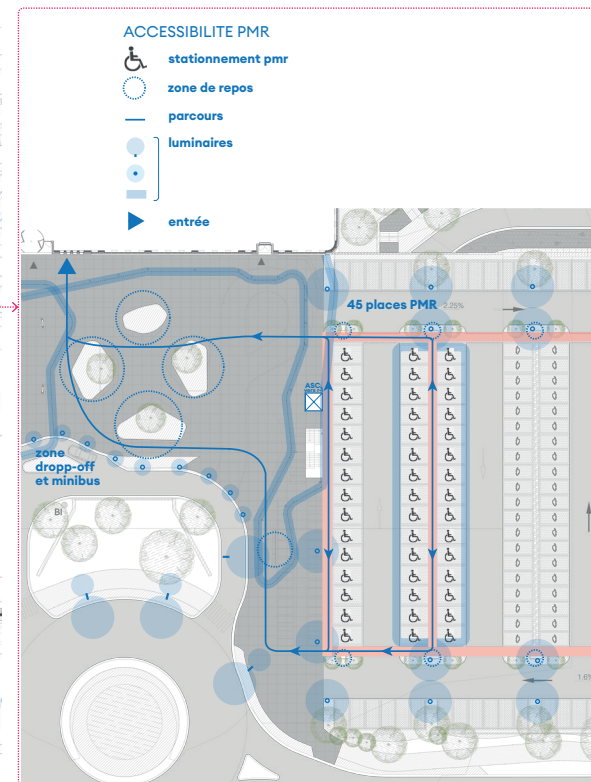 ACCESSIBILITE PMR
stationnement pmr
zone de repos
parcours
luminaires
entrée
45 places PMR
2.25%
ASC.
zone
dropp-off
et minibus
BI
1.6%